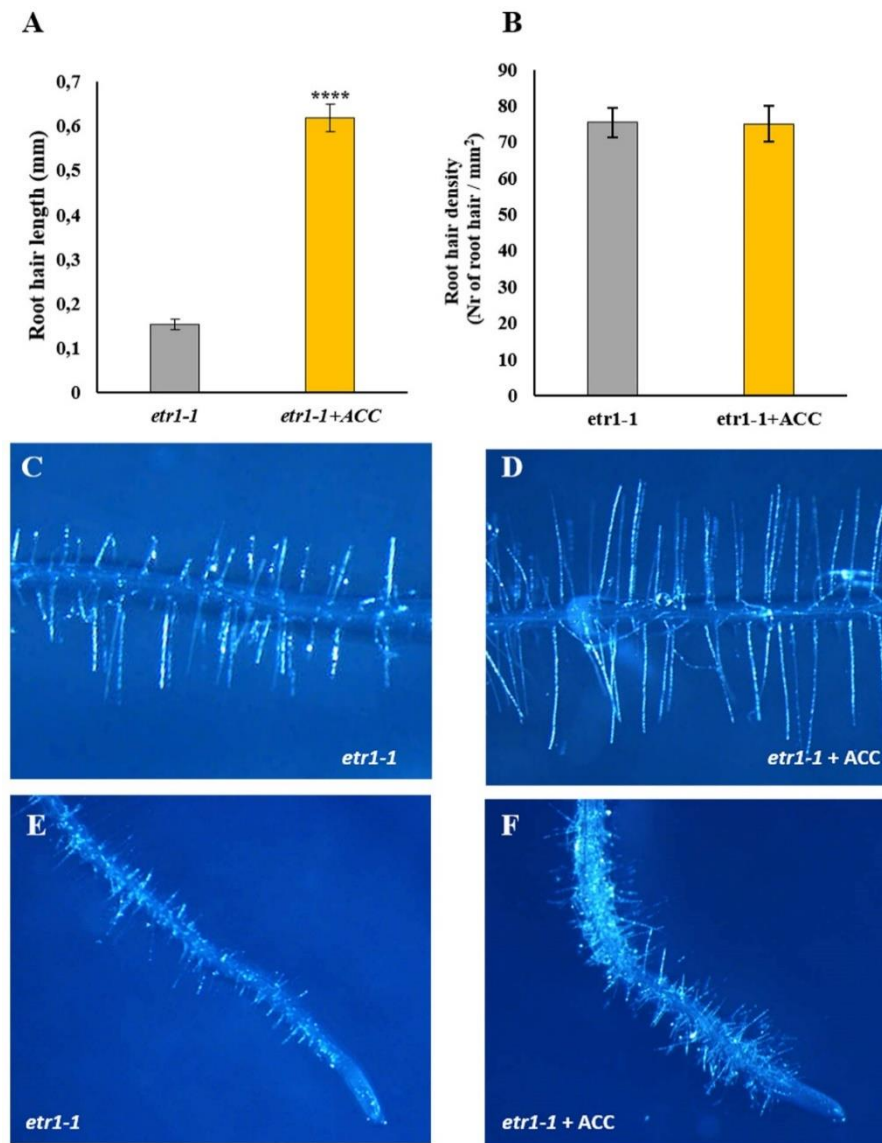 A
Root hair length (mm)
0,7
0,6
0,5
0,4
0,3
0,2
0,1
0
****
etr1-1
etr1-1+ACC
B
Root hair density
(Nr of root hair / mm²)
90
80
70
60
50
40
30
20
10
0
etr1-1
etr1-1+ACC
C
etr1-1
D
etr1-1 + ACC
E
etr1-1
F
etr1-1 + ACC